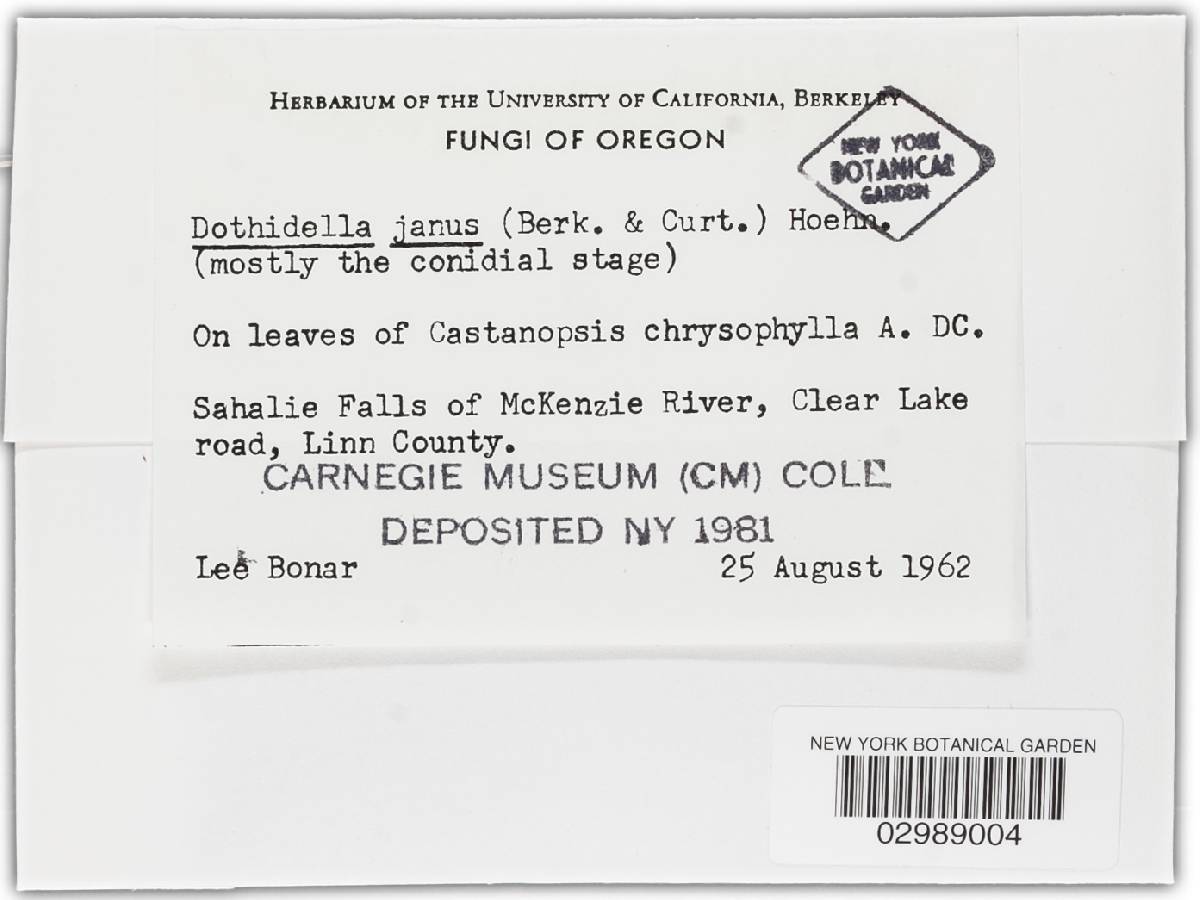 HERBARIUM OF THE UNIVERSITY OF CALIFORNIA, BERKELEY
FUNGI OF OREGON
NEW YORK
BOTANICAL
GARDEN
Dothidella janus (Berk. & Curt.) Hoehn.
(mostly the conidial stage)
On leaves of Castanopsis chrysophylla A. DC.
Sahalie Falls of McKenzie River, Clear Lake
road, Linn County.
CARNEGIE MUSEUM (CM) COLL
DEPOSITED NY 1981
Lee Bonar 25 August 1962
NEW YORK BOTANICAL GARDEN
02989004